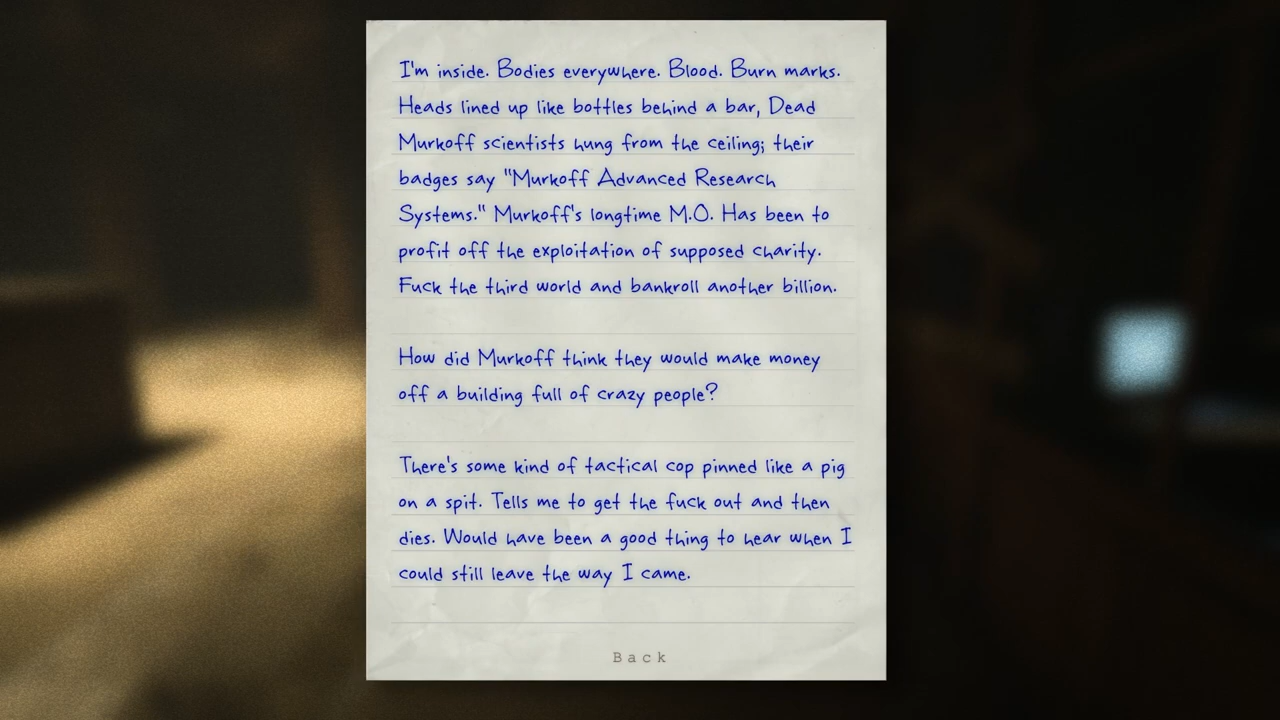 I'm inside. Bodies everywhere. Blood. Burn marks.
Heads lined up like bottles behind a bar, Dead
Murkoff scientists hung from the ceiling; their
badges say "Murkoff Advanced Research
Systems." Murkoff's longtime M.O. Has been to
profit off the exploitation of supposed charity.
Fuck the third world and bankroll another billion.
How did Murkoff think they would make money
off a building full of crazy people?
There's some kind of tactical cop pinned like a pig
on a spit. Tells me to get the fuck out and then
dies. Would have been a good thing to hear when I
could still leave the way I came.
Back